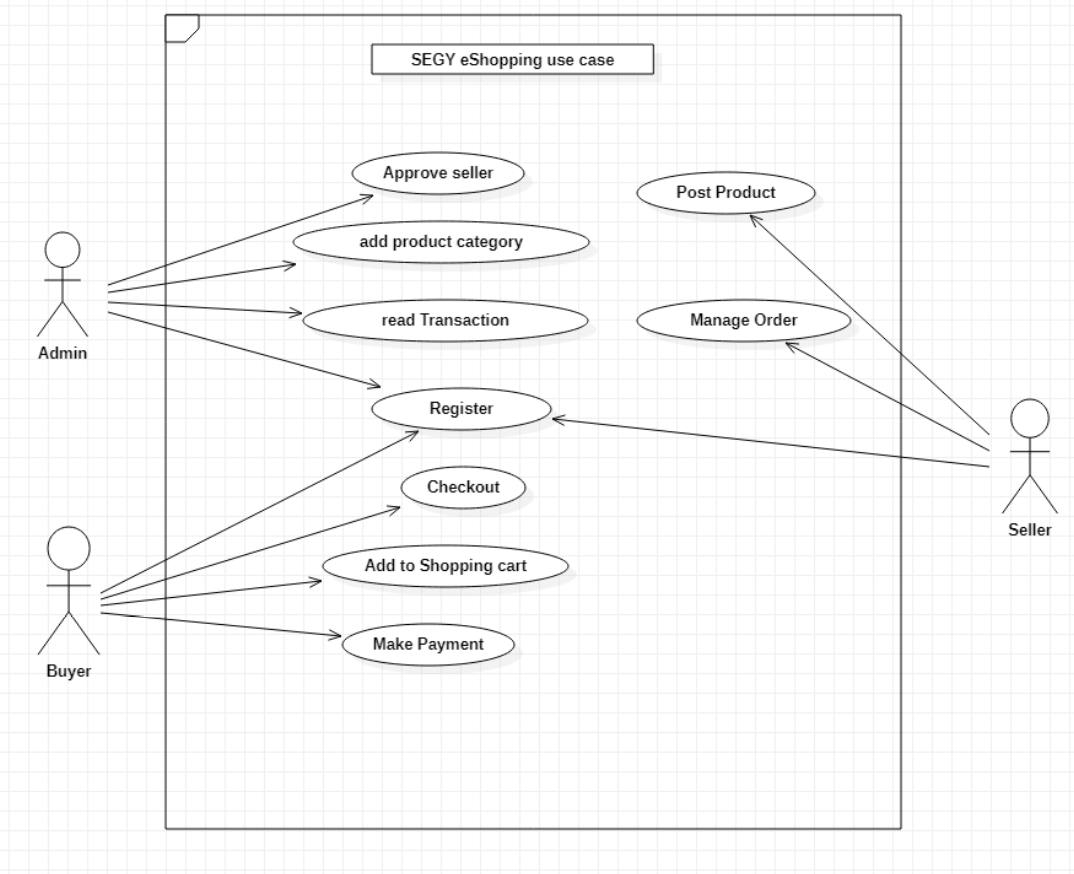 SEGY eShopping use case
Approve seller
Post Product
add product category
read Transaction
Manage Order
Admin
Register
Checkout
Seller
Add to Shopping cart
Make Payment
Buyer